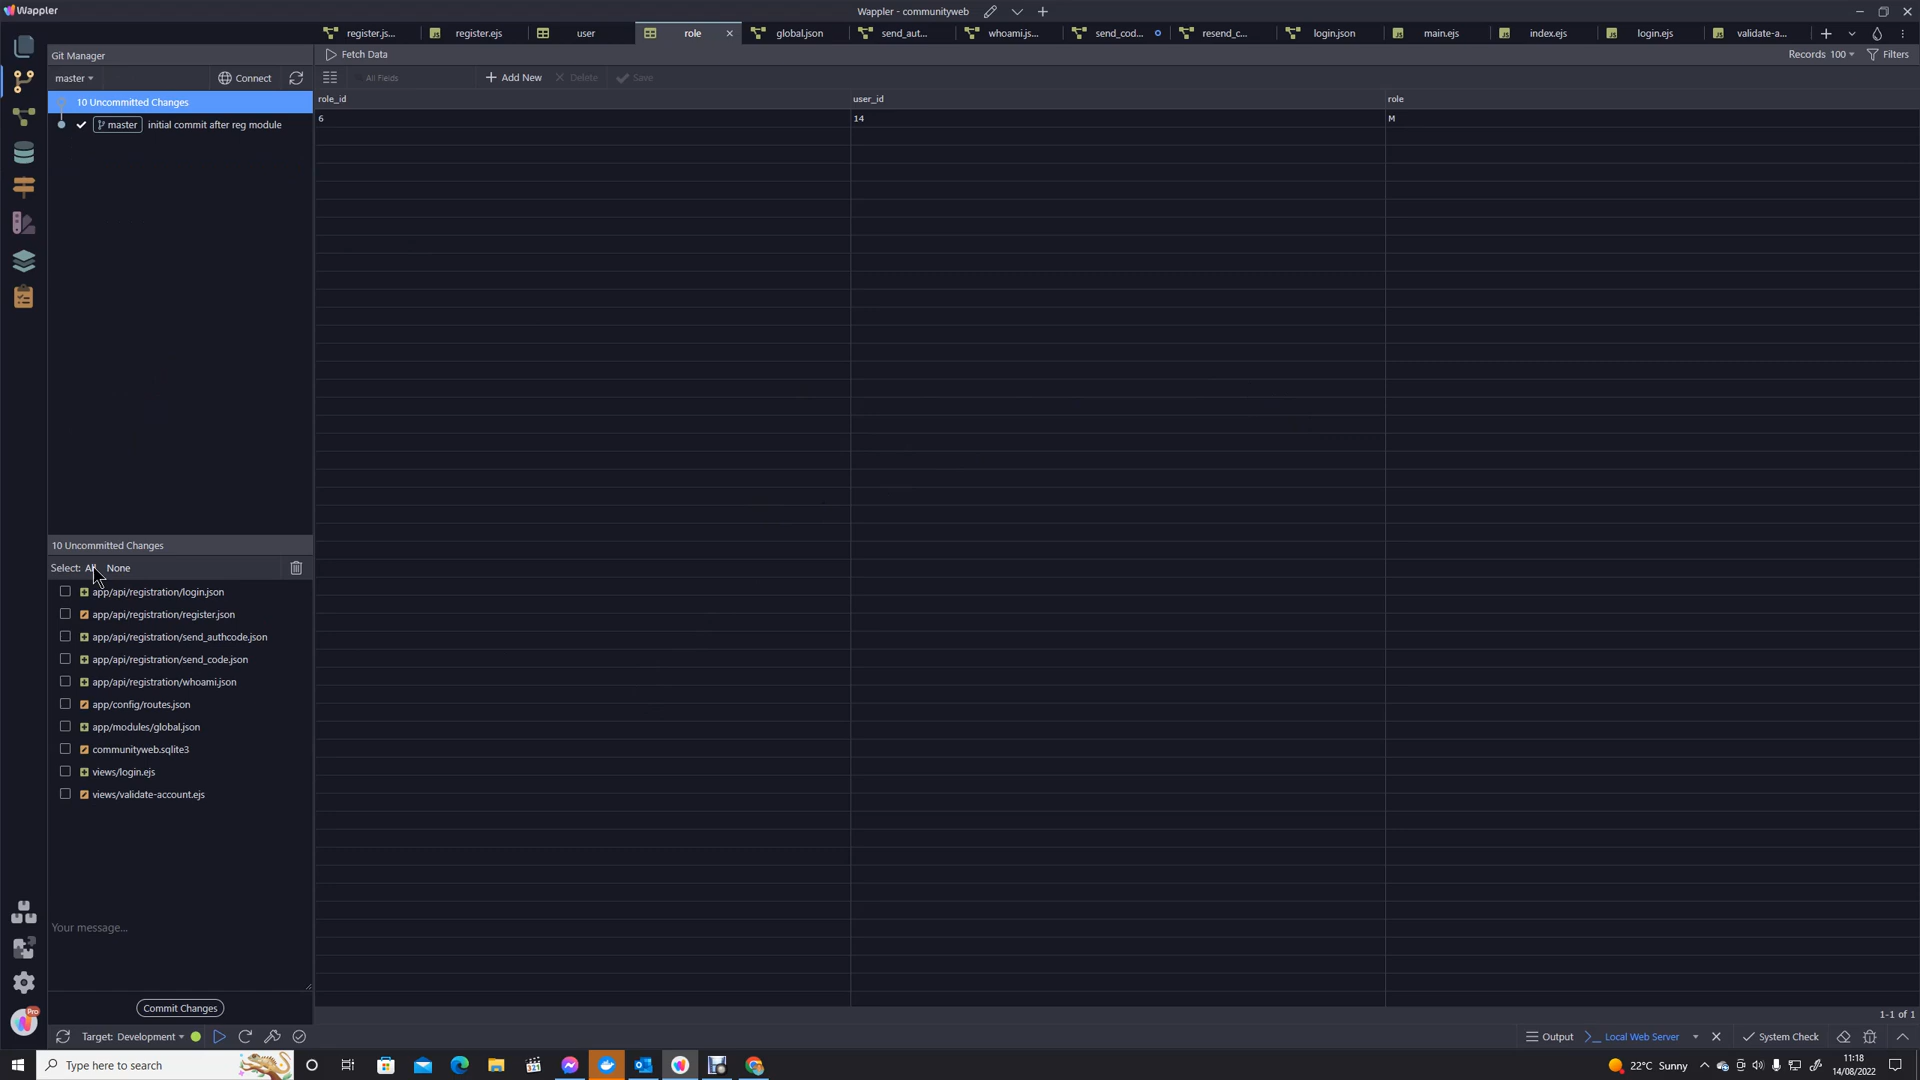 Wappler
Wappler - communityweb
register.js...
register.ejs
user
role
global.json
send_aut...
whoami.js...
send_cod...
resend_c...
login.json
main.ejs
index.ejs
login.ejs
validate-a...
Git Manager
Fetch Data
Records 100
Filters
master
Connect
All Fields
Add New
Delete
Save
10 Uncommitted Changes
master
initial commit after reg module
role_id
user_id
role
6
14
M
10 Uncommitted Changes
Select: All None
app/api/registration/login.json
app/api/registration/register.json
app/api/registration/send_authcode.json
app/api/registration/send_code.json
app/api/registration/whoami.json
app/config/routes.json
app/modules/global.json
communityweb.sqlite3
views/login.ejs
views/validate-account.ejs
Your message...
Commit Changes
1-1 of 1
Pro
Target: Development
Output
Local Web Server
System Check
Type here to search
22°C Sunny
11:18
14/08/2022